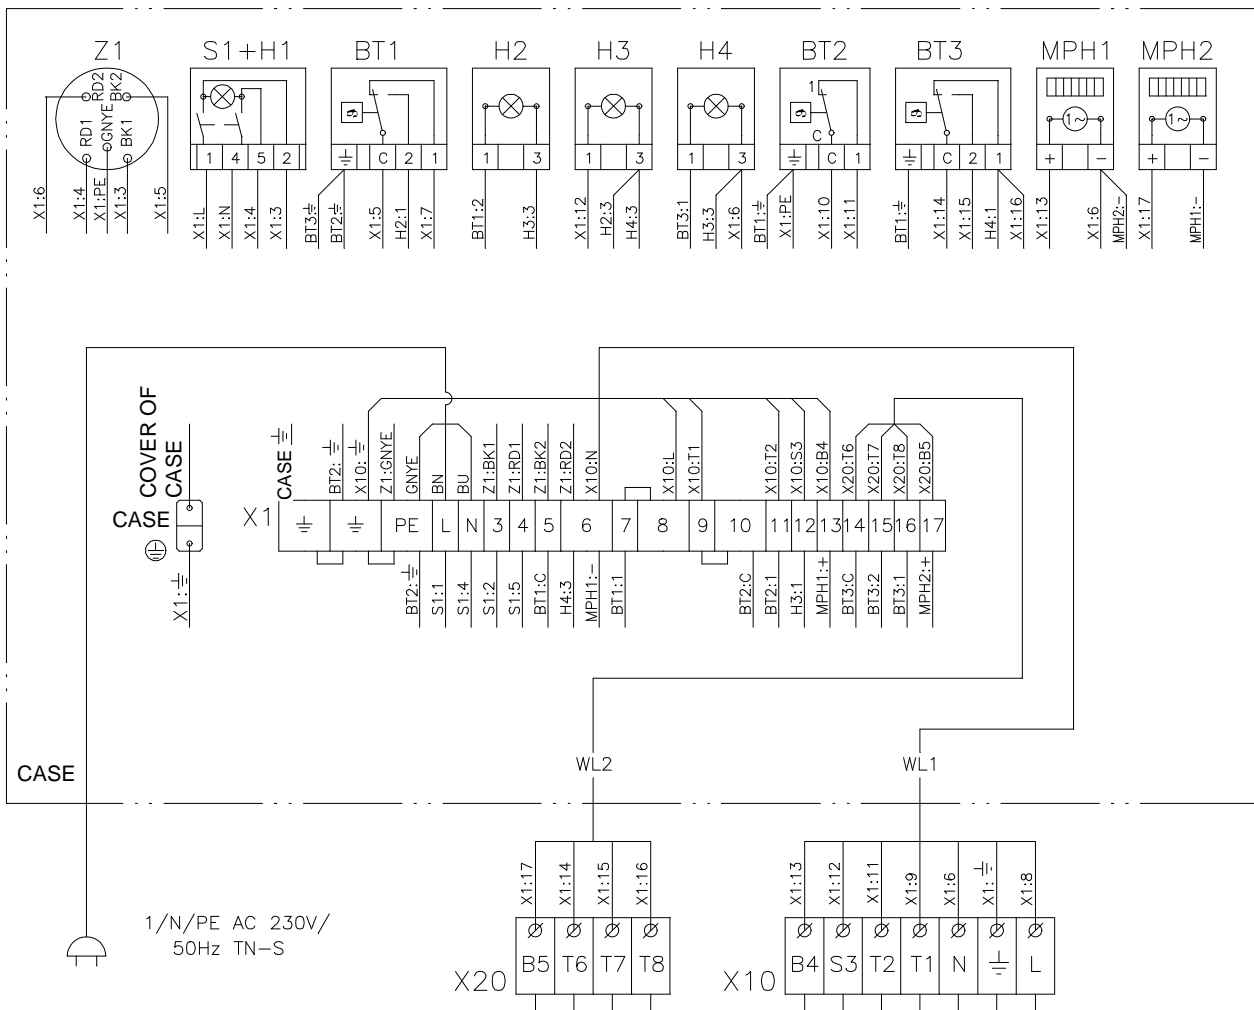 Z1 S1+H1 BT1 H2 H3 H4 BT2 BT3 MPH1 MPH2
RD2 BK2
RD1 GNYE BK1
ϑ 1 ϑ ϑ 1~ 1~
C
1 4 5 2 C 2 1 1 3 1 3 1 3 C 1 C 2 1 + - + -
X1:6 X1:4 X1:PE X1:3 X1:5
X1:L X1:N X1:4 X1:3
BT3:⏚ BT2:⏚ X1:5 H2:1 X1:7
BT1:2 H3:3
X1:12 H2:3 H4:3
BT3:1 H3:3 X1:6
BT1:⏚ X1:PE X1:10 X1:11
BT1:⏚ X1:14 X1:15 H4:1 X1:16
X1:13 X1:6 MPH2:-
X1:17 MPH1:-
COVER OF
CASE
CASE
X1:⏚
CASE ⏚ BT2:⏚ X10:⏚ Z1:GNYE GNYE BN BU Z1:BK1 Z1:RD1 Z1:BK2 Z1:RD2 X10:N X10:L X10:T1 X10:T2 X10:S3 X10:B4 X20:T6 X20:T7 X20:T8 X20:B5
X1 ⏚ ⏚ PE L N 3 4 5 6 7 8 9 10 11 12 13 14 15 16 17
BT2:⏚ S1:1 S1:4 S1:2 S1:5 BT1:C H4:3 MPH1:- BT1:1 BT2:C BT2:1 H3:1 MPH1:+ BT3:C BT3:2 BT3:1 MPH2:+
CASE
WL2 WL1
X1:17 X1:14 X1:15 X1:16
X1:13 X1:12 X1:11 X1:9 X1:6 X1:⏚ X1:8
1/N/PE AC 230V/
50Hz TN-S
X20 B5 T6 T7 T8
X10 B4 S3 T2 T1 N ⏚ L